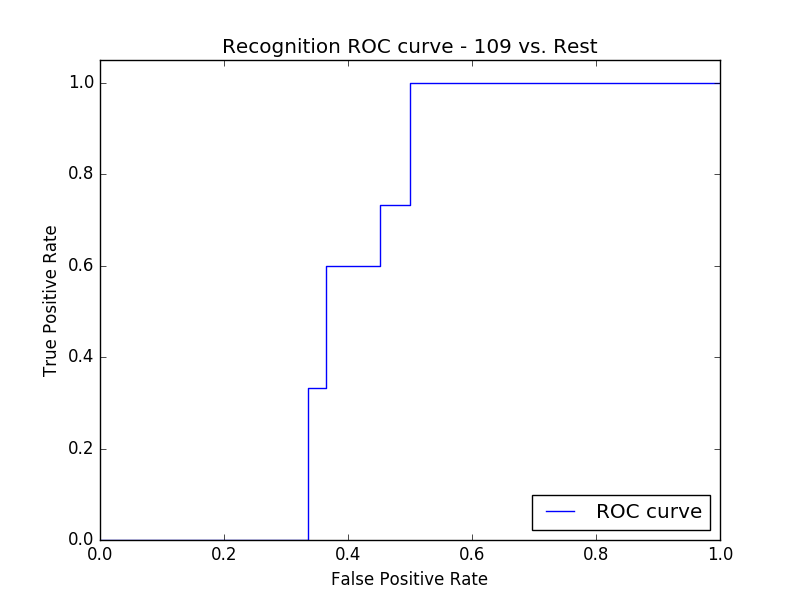 Recognition ROC curve - 109 vs. Rest
1.0
0.8
0.6
0.4
0.2
0.0
True Positive Rate
0.0 0.2 0.4 0.6 0.8 1.0
False Positive Rate
ROC curve